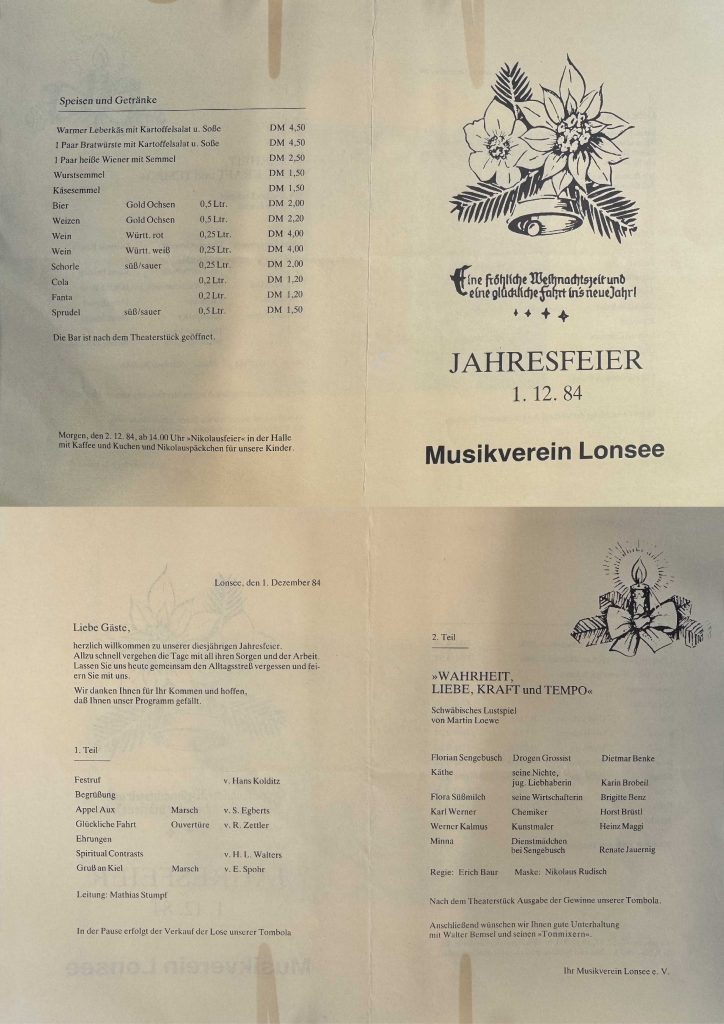 Speisen und Getränke
Warmer Leberkäs mit Kartoffelsalat u. Soße DM 4,50
1 Paar Bratwürste mit Kartoffelsalat u. Soße DM 4,50
1 Paar heiße Wiener mit Semmel DM 2,50
Wurstsemmel DM 1,50
Käsesemmel DM 1,50
Bier Gold Ochsen 0,5 Ltr. DM 2,00
Weizen Gold Ochsen 0,5 Ltr. DM 2,20
Wein Württ. rot 0,25 Ltr. DM 4,00
Wein Württ. weiß 0,25 Ltr. DM 4,00
Schorle süß/sauer 0,25 Ltr. DM 2,00
Cola 0,2 Ltr. DM 1,20
Fanta 0,2 Ltr. DM 1,20
Sprudel süß/sauer 0,5 Ltr. DM 1,50
Die Bar ist nach dem Theaterstück geöffnet.
Morgen, den 2. 12. 84, ab 14.00 Uhr »Nikolausfeier« in der Halle
mit Kaffee und Kuchen und Nikolauspäckchen für unsere Kinder.
Eine fröhliche Weihnachtszeit und
eine glückliche Fahrt in's neue Jahr!
JAHRESFEIER
1. 12. 84
Musikverein Lonsee
Lonsee, den 1. Dezember 84
Liebe Gäste,
herzlich willkommen zu unserer diesjährigen Jahresfeier.
Allzu schnell vergehen die Tage mit all ihren Sorgen und der Arbeit.
Lassen Sie uns heute gemeinsam den Alltagsstreß vergessen und fei-
ern Sie mit uns.
Wir danken Ihnen für Ihr Kommen und hoffen,
daß Ihnen unser Programm gefällt.
1. Teil
Festruf v. Hans Kolditz
Begrüßung
Appel Aux Marsch v. S. Egberts
Glückliche Fahrt Ouvertüre v. R. Zettler
Ehrungen
Spiritual Contrasts v. H. L. Walters
Gruß an Kiel Marsch v. E. Spohr
Leitung: Mathias Stumpf
In der Pause erfolgt der Verkauf der Lose unserer Tombola
2. Teil
»WAHRHEIT,
LIEBE, KRAFT und TEMPO«
Schwäbisches Lustspiel
von Martin Loewe
Florian Sengebusch Drogen Grossist Dietmar Benke
Käthe seine Nichte,
jug. Liebhaberin Karin Brobeil
Flora Süßmilch seine Wirtschafterin Brigitte Benz
Karl Werner Chemiker Horst Brüstl
Werner Kalmus Kunstmaler Heinz Maggi
Minna Dienstmädchen
bei Sengebusch Renate Jauernig
Regie: Erich Baur Maske: Nikolaus Rudisch
Nach dem Theaterstück Ausgabe der Gewinne unserer Tombola.
Anschließend wünschen wir Ihnen gute Unterhaltung
mit Walter Bemsel und seinen »Tonmixern«.
Ihr Musikverein Lonsee e. V.